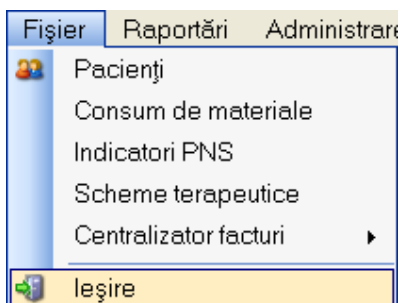 Fişier Raportări Administrare
Pacienţi
Consum de materiale
Indicatori PNS
Scheme terapeutice
Centralizator facturi
Ieşire